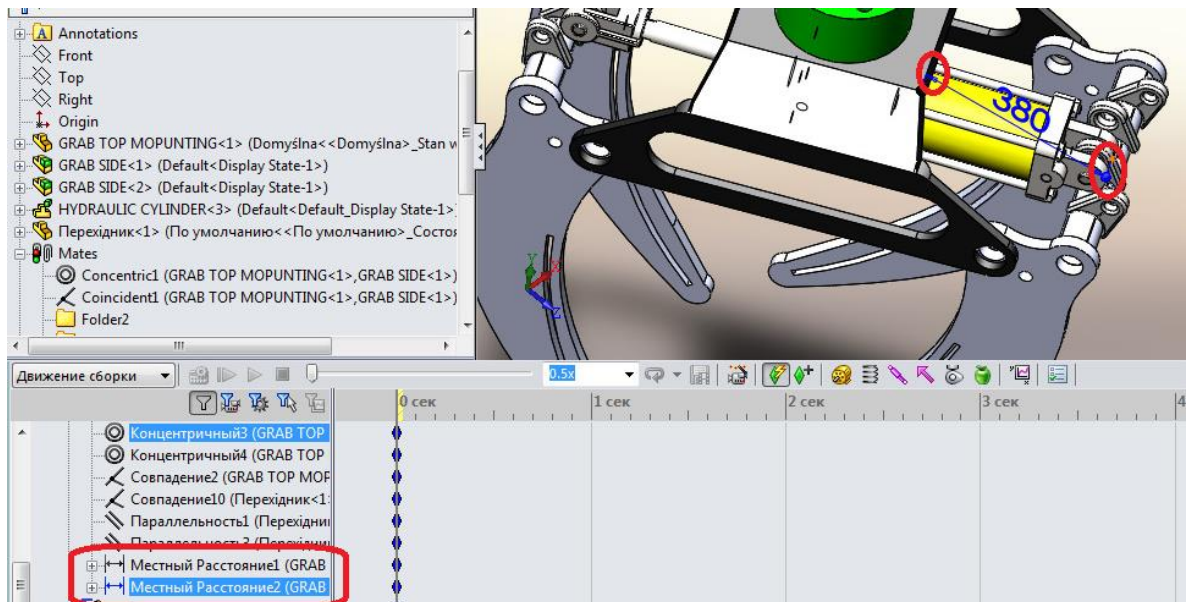 Annotations
Front
Top
Right
Origin
GRAB TOP MOPUNTING<1> (Domyślna<<Domyślna>_Stan w
GRAB SIDE<1> (Default<Display State-1>)
GRAB SIDE<2> (Default<Display State-1>)
HYDRAULIC CYLINDER<3> (Default<Default_Display State-1>
Перехідник<1> (По умолчанию<<По умолчанию>_Состоя
Mates
Concentric1 (GRAB TOP MOPUNTING<1>,GRAB SIDE<1>)
Coincident1 (GRAB TOP MOPUNTING<1>,GRAB SIDE<1>)
Folder2
380
Y
X
Z
Движение сборки
0.5x
0 сек
1 сек
2 сек
3 сек
4
Концентричный3 (GRAB TOP
Концентричный4 (GRAB TOP
Совпадение2 (GRAB TOP MOP
Совпадение10 (Перехідник<1
Параллельность1 (Перехідни
Местный Расстояние1 (GRAB
Местный Расстояние2 (GRAB